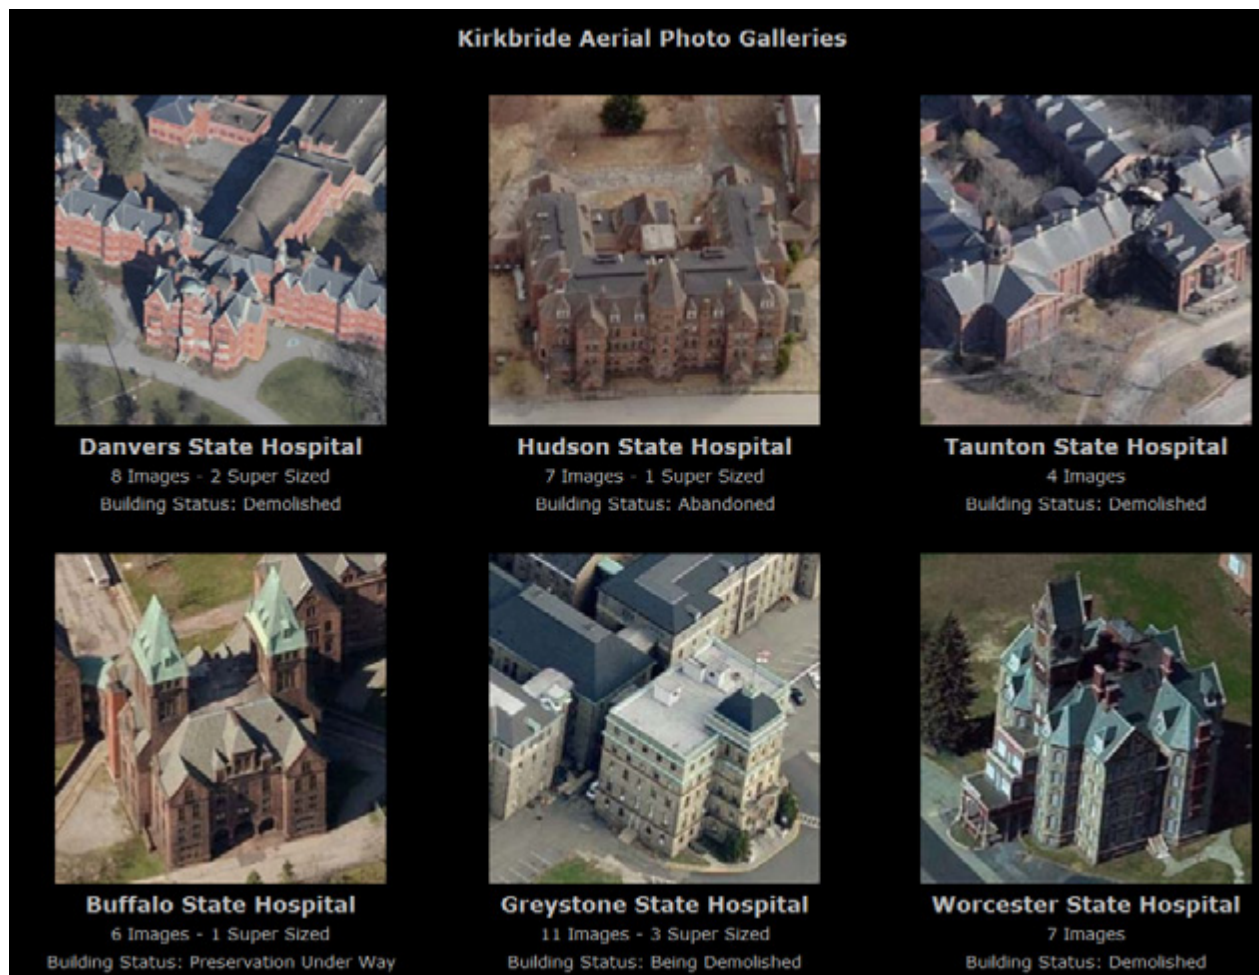 Kirkbride Aerial Photo Galleries
Danvers State Hospital
8 Images - 2 Super Sized
Building Status: Demolished
Hudson State Hospital
7 Images - 1 Super Sized
Building Status: Abandoned
Taunton State Hospital
4 Images
Building Status: Demolished
Buffalo State Hospital
6 Images - 1 Super Sized
Building Status: Preservation Under Way
Greystone State Hospital
11 Images - 3 Super Sized
Building Status: Being Demolished
Worcester State Hospital
7 Images
Building Status: Demolished